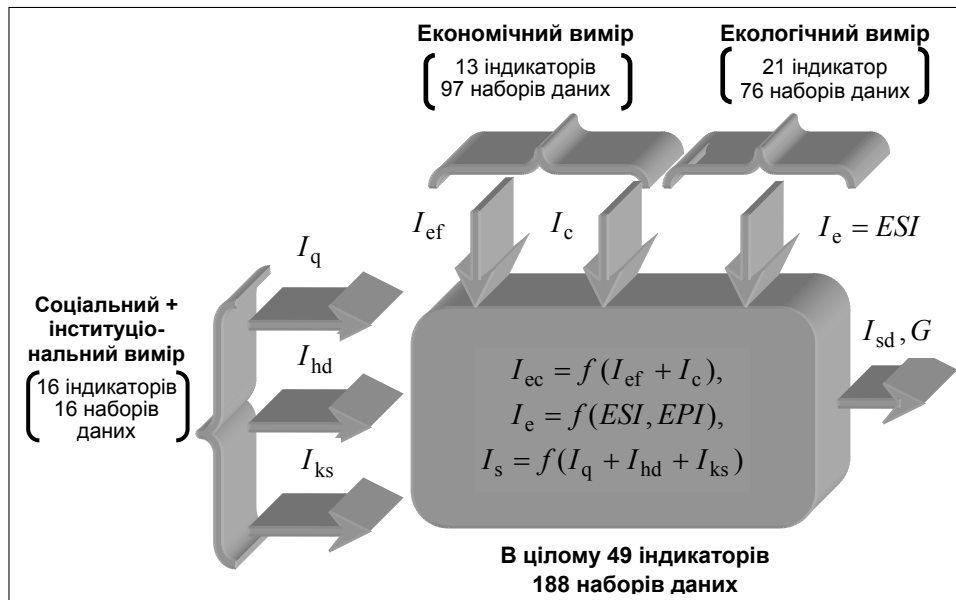 Економічний вимір
13 індикаторів
97 наборів даних
Екологічний вимір
21 індикатор
76 наборів даних
I_ef
I_c
I_e = ESI
I_q
Соціальний +
інституціо-
нальний вимір
16 індикаторів
16 наборів
даних
I_hd
I_ks
I_ec = f(I_ef + I_c),
I_e = f(ESI, EPI),
I_s = f(I_q + I_hd + I_ks)
I_sd, G
В цілому 49 індикаторів
188 наборів даних